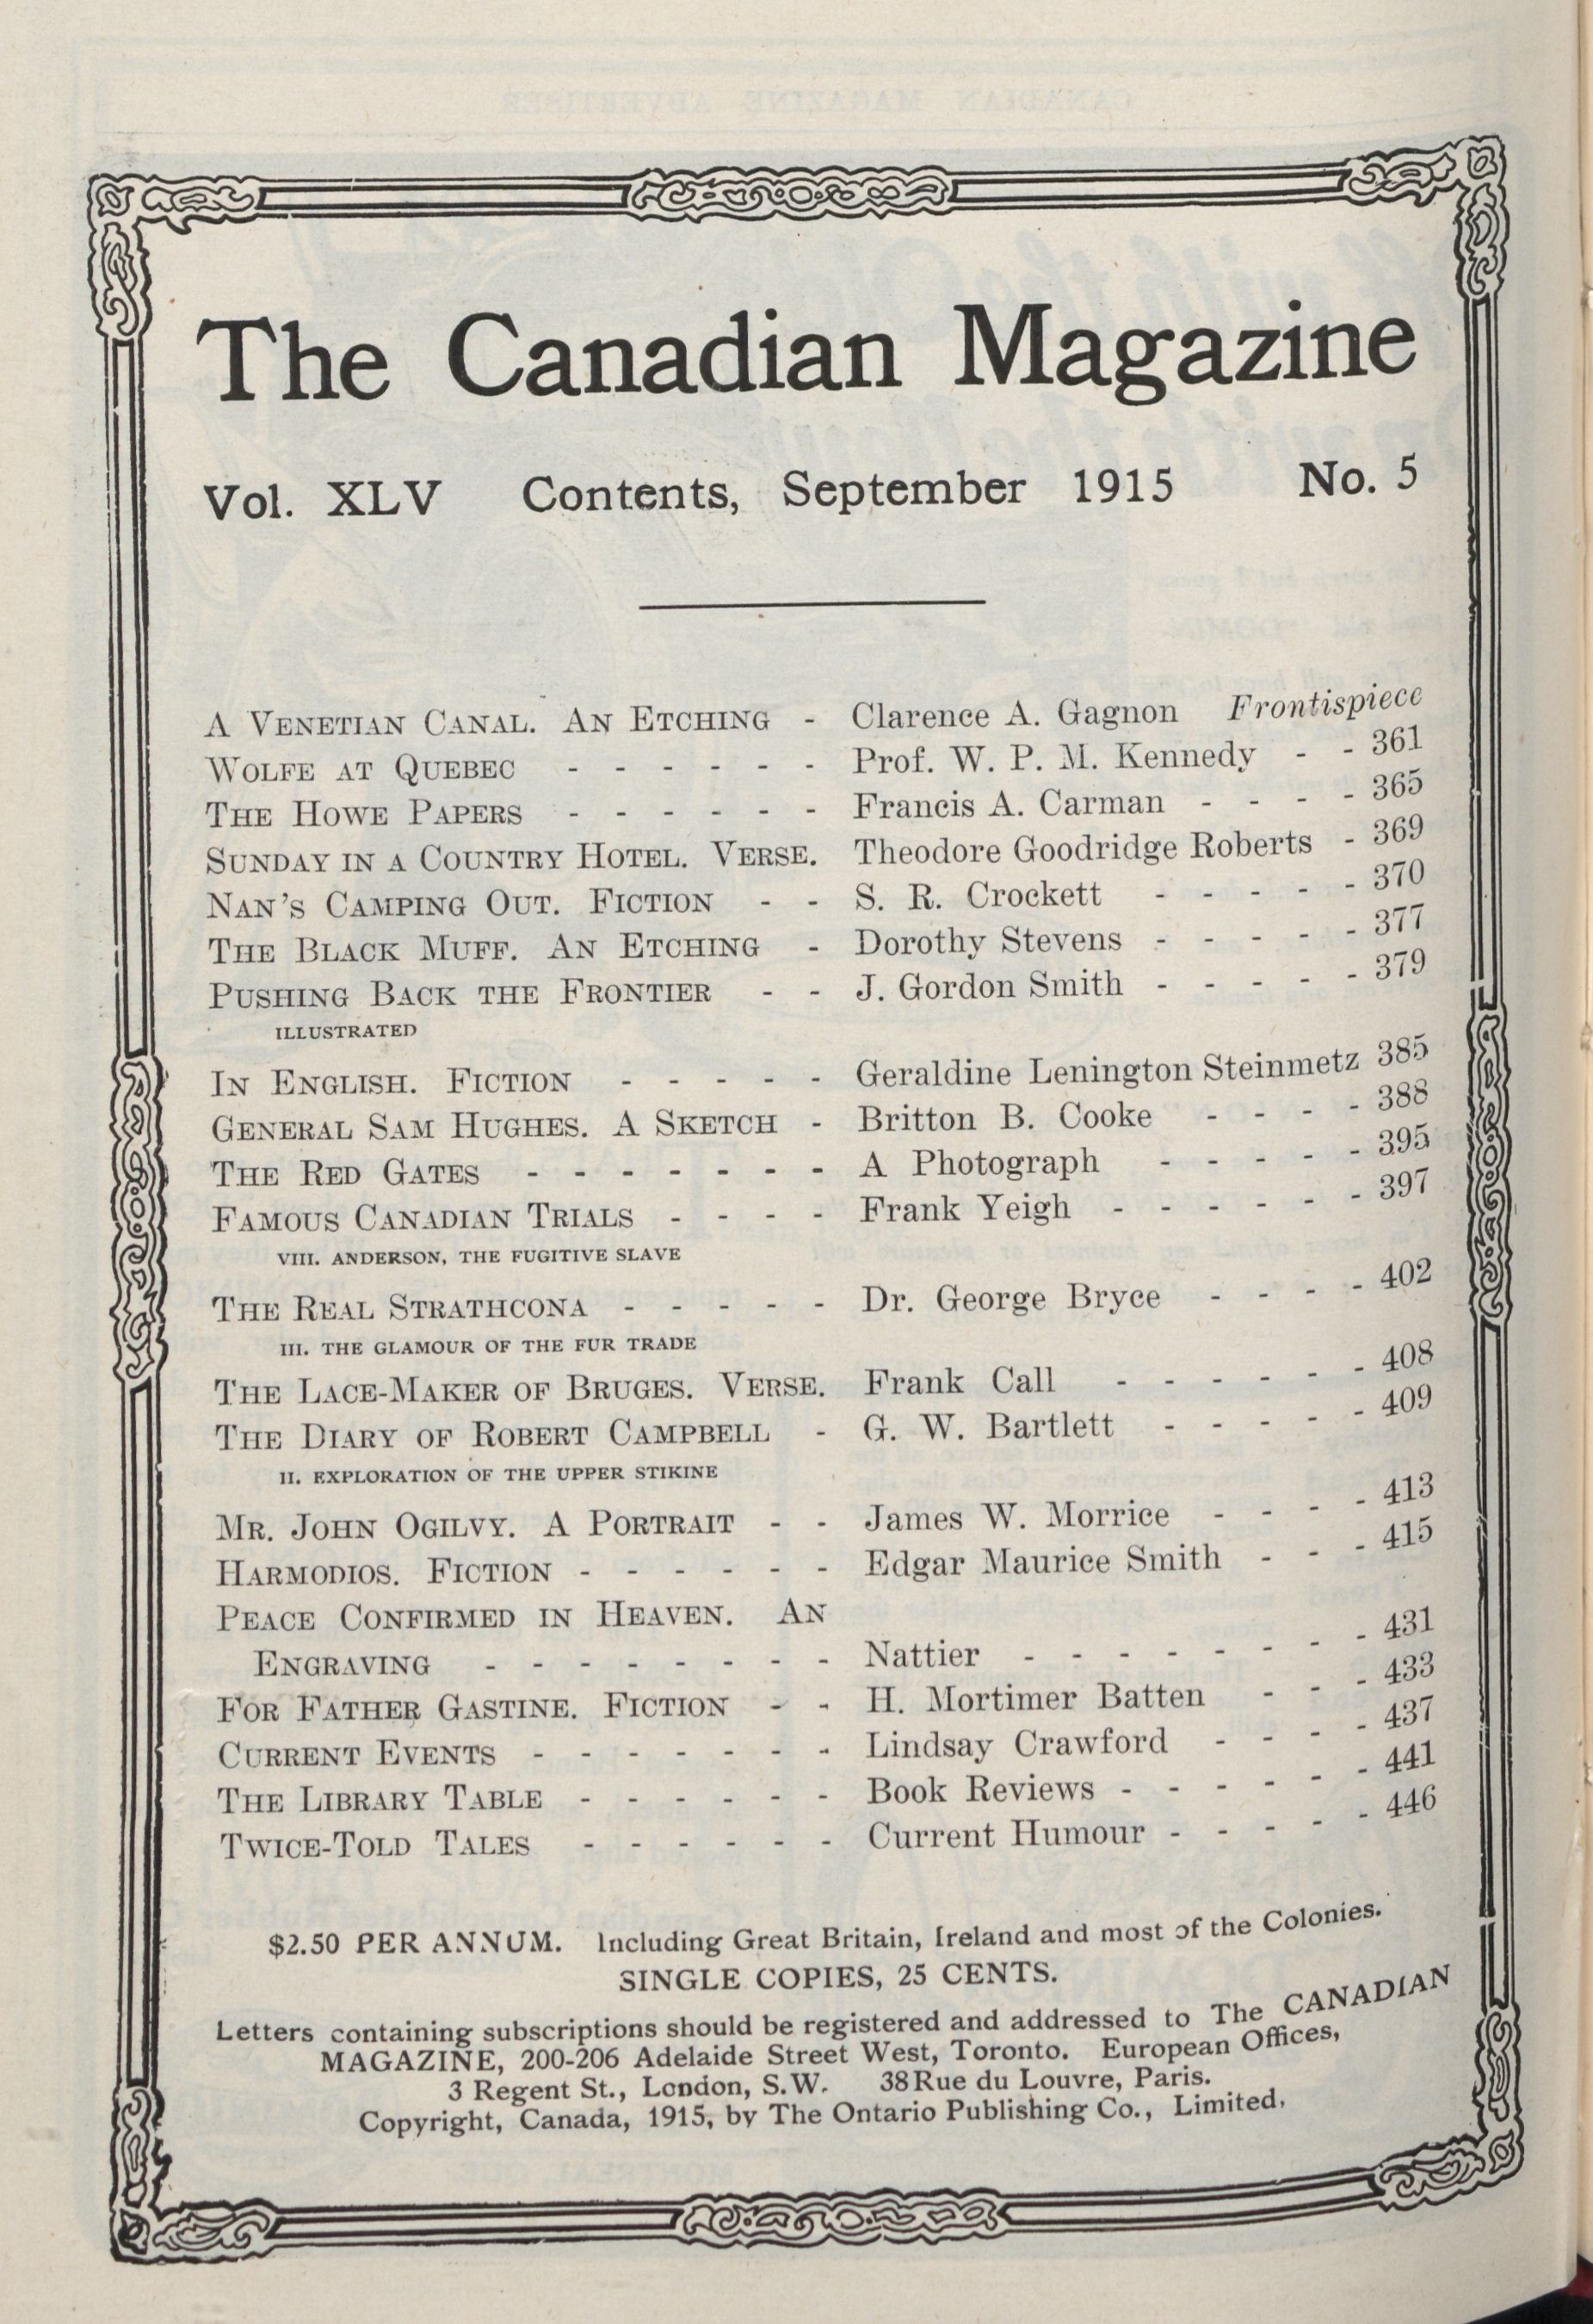 The Canadian Magazine
Vol. XLV Contents, September 1915 No. 5
A VENETIAN CANAL. AN ETCHING - Clarence A. Gagnon Frontispiece
WOLFE AT QUEBEC - - - - - - Prof. W. P. M. Kennedy - - 361
THE HOWE PAPERS - - - - - - Francis A. Carman - - - - 365
SUNDAY IN A COUNTRY HOTEL. VERSE. Theodore Goodridge Roberts - 369
NAN'S CAMPING OUT. FICTION - - S. R. Crockett - - - - - 370
THE BLACK MUFF. AN ETCHING - Dorothy Stevens - - - - - 377
PUSHING BACK THE FRONTIER - - J. Gordon Smith - - - - - 379
ILLUSTRATED
IN ENGLISH. FICTION - - - - - Geraldine Lenington Steinmetz 385
GENERAL SAM HUGHES. A SKETCH - Britton B. Cooke - - - - 388
THE RED GATES - - - - - - - A Photograph - - - - - 395
FAMOUS CANADIAN TRIALS - - - - Frank Yeigh - - - - - - 397
VIII. ANDERSON, THE FUGITIVE SLAVE
THE REAL STRATHCONA - - - - - Dr. George Bryce - - - - 402
III. THE GLAMOUR OF THE FUR TRADE
THE LACE-MAKER OF BRUGES. VERSE. Frank Call - - - - - - 408
THE DIARY OF ROBERT CAMPBELL - G. W. Bartlett - - - - - 409
II. EXPLORATION OF THE UPPER STIKINE
MR. JOHN OGILVY. A PORTRAIT - - James W. Morrice - - - - 413
HARMODIOS. FICTION - - - - - - Edgar Maurice Smith - - - 415
PEACE CONFIRMED IN HEAVEN. AN
ENGRAVING - - - - - - - - Nattier - - - - - - - - 431
FOR FATHER GASTINE. FICTION - - H. Mortimer Batten - - - 433
CURRENT EVENTS - - - - - - - Lindsay Crawford - - - - 437
THE LIBRARY TABLE - - - - - - Book Reviews - - - - - - 441
TWICE-TOLD TALES - - - - - - Current Humour - - - - - 446
$2.50 PER ANNUM. Including Great Britain, Ireland and most of the Colonies.
SINGLE COPIES, 25 CENTS.
Letters containing subscriptions should be registered and addressed to The CANADIAN
MAGAZINE, 200-206 Adelaide Street West, Toronto. European Offices,
3 Regent St., London, S.W. 38 Rue du Louvre, Paris.
Copyright, Canada, 1915, by The Ontario Publishing Co., Limited.